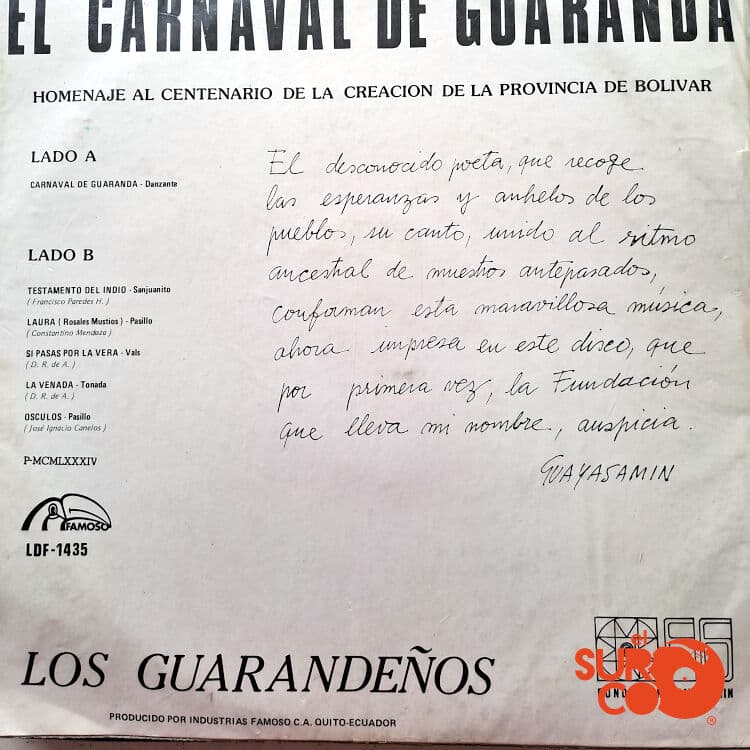 EL CARNAVAL DE GUARANDA
HOMENAJE AL CENTENARIO DE LA CREACION DE LA PROVINCIA DE BOLIVAR
LADO A
CARNAVAL DE GUARANDA - Danzante
LADO B
TESTAMENTO DEL INDIO - Sanjuanito
( Francisco Paredes H. )
LAURA ( Rosales Mustios ) - Pasillo
( Constantino Mendoza )
SI PASAS POR LA VERA - Vals
( D. R. de A. )
LA VENADA - Tonada
( D. R. de A. )
OSCULOS - Pasillo
( José Ignacio Canelos )
P-MCMLXXXIV
FAMOSO
LDF-1435
El desconocido poeta, que recoge
las esperanzas y anhelos de los
pueblos, su canto, unido al ritmo
ancestral de nuestros antepasados,
conforman esta maravillosa música,
ahora impresa en este disco, que
por primera vez, la Fundación
que lleva mi nombre, auspicia.
GUAYASAMIN
LOS GUARANDEÑOS
PRODUCIDO POR INDUSTRIAS FAMOSO C.A. QUITO-ECUADOR
el
SURCO
®